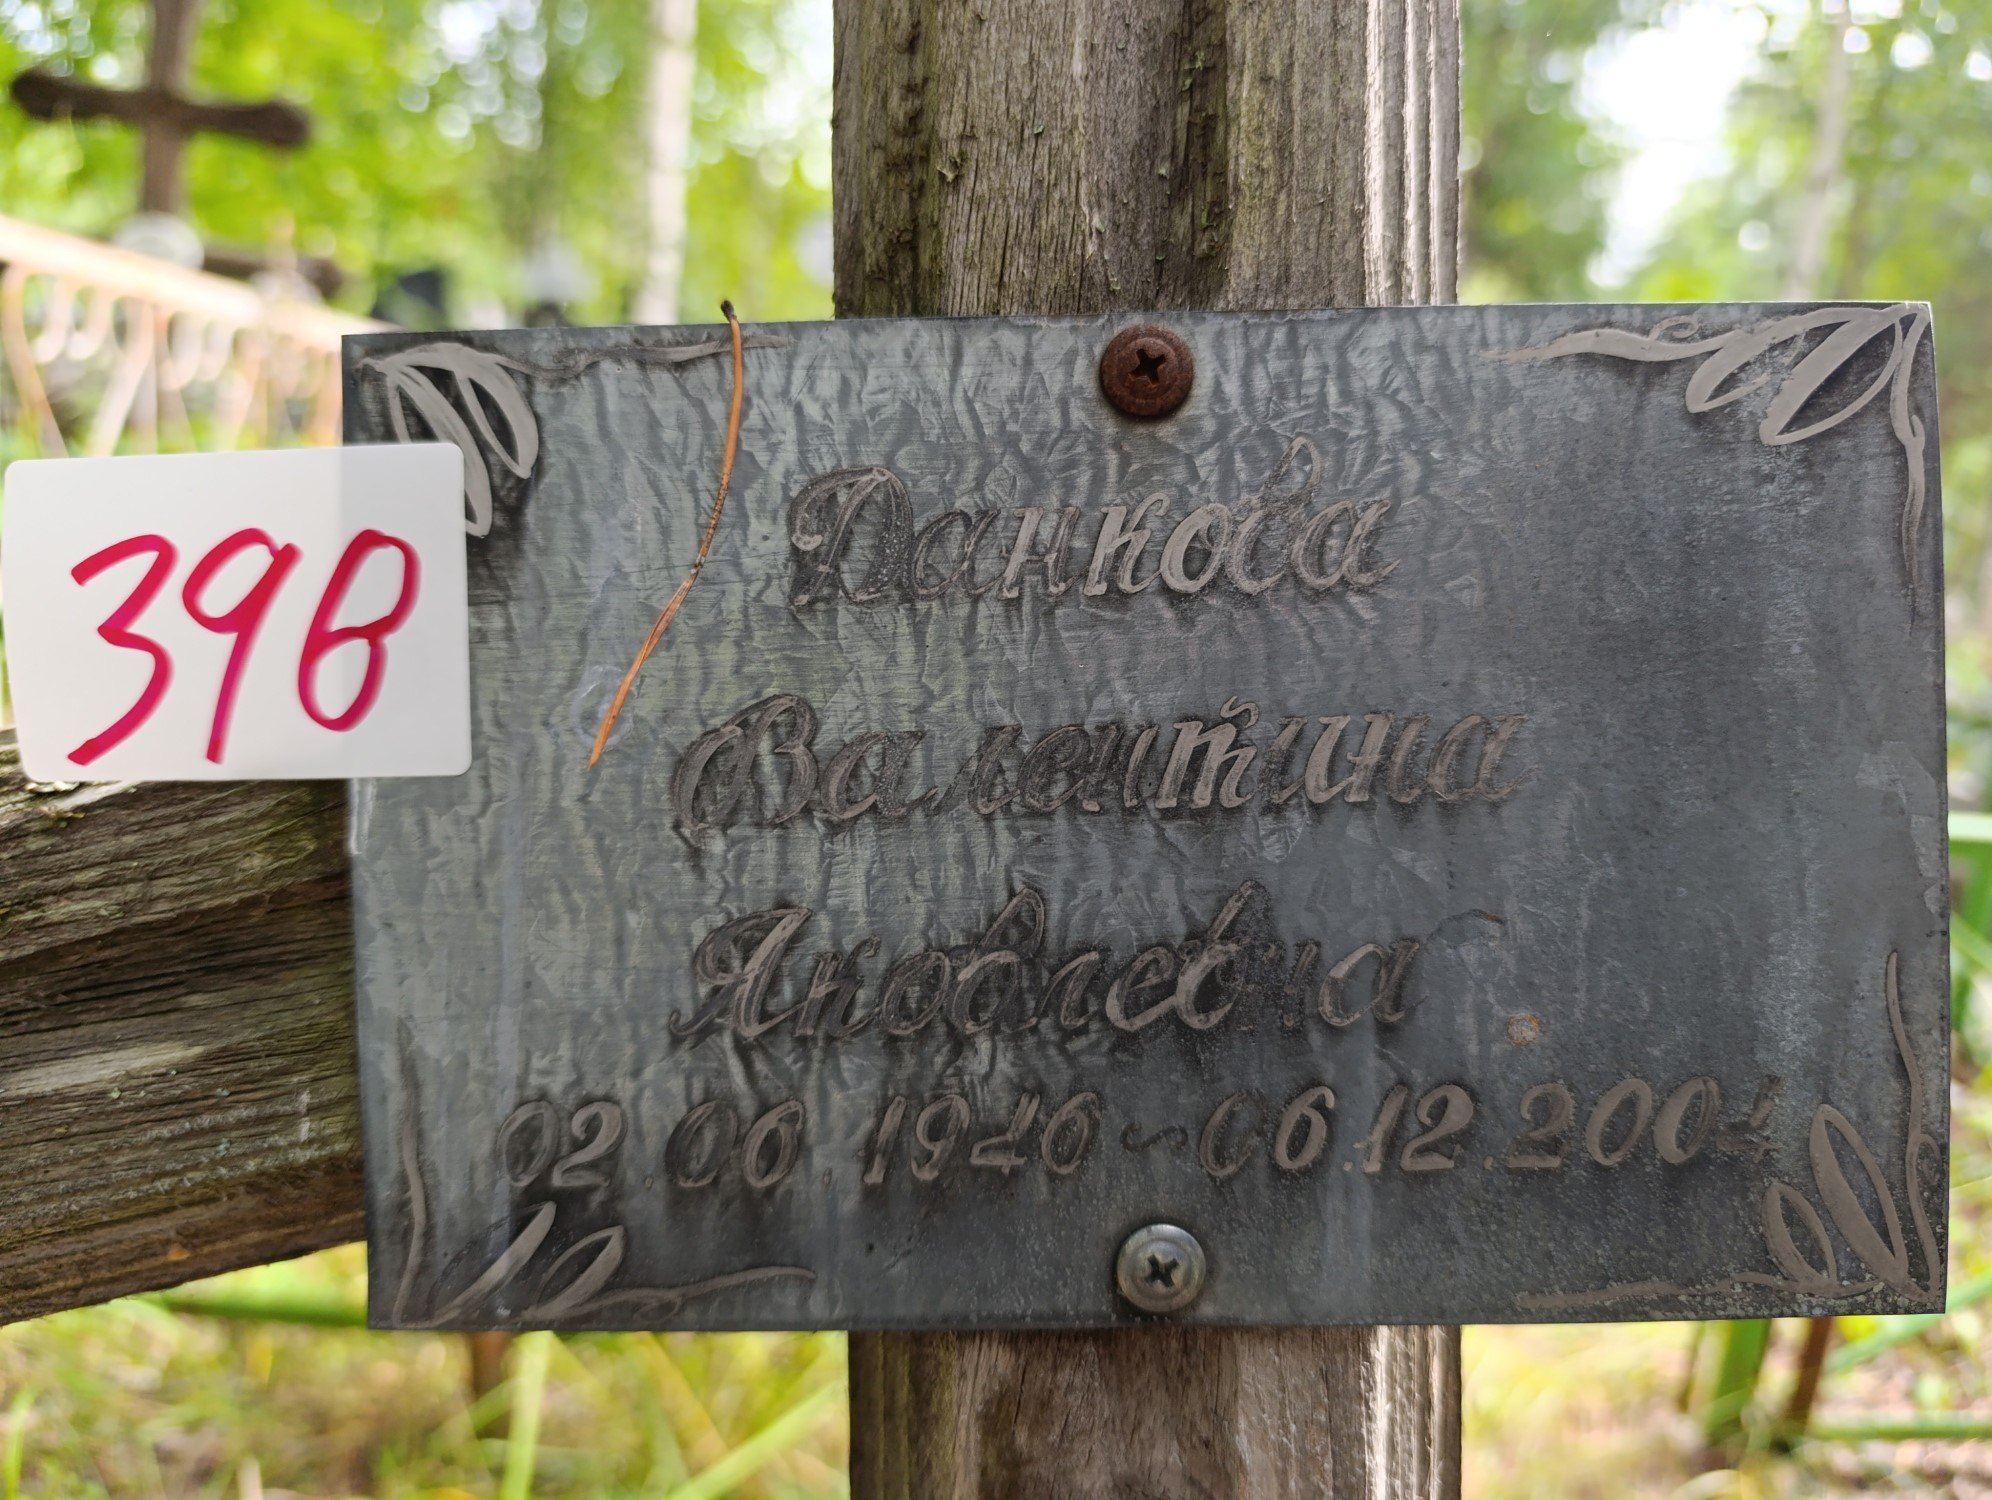 398
Данкова
Валентина
Яковлевна
02.06.1940 ~ 06.12.2004